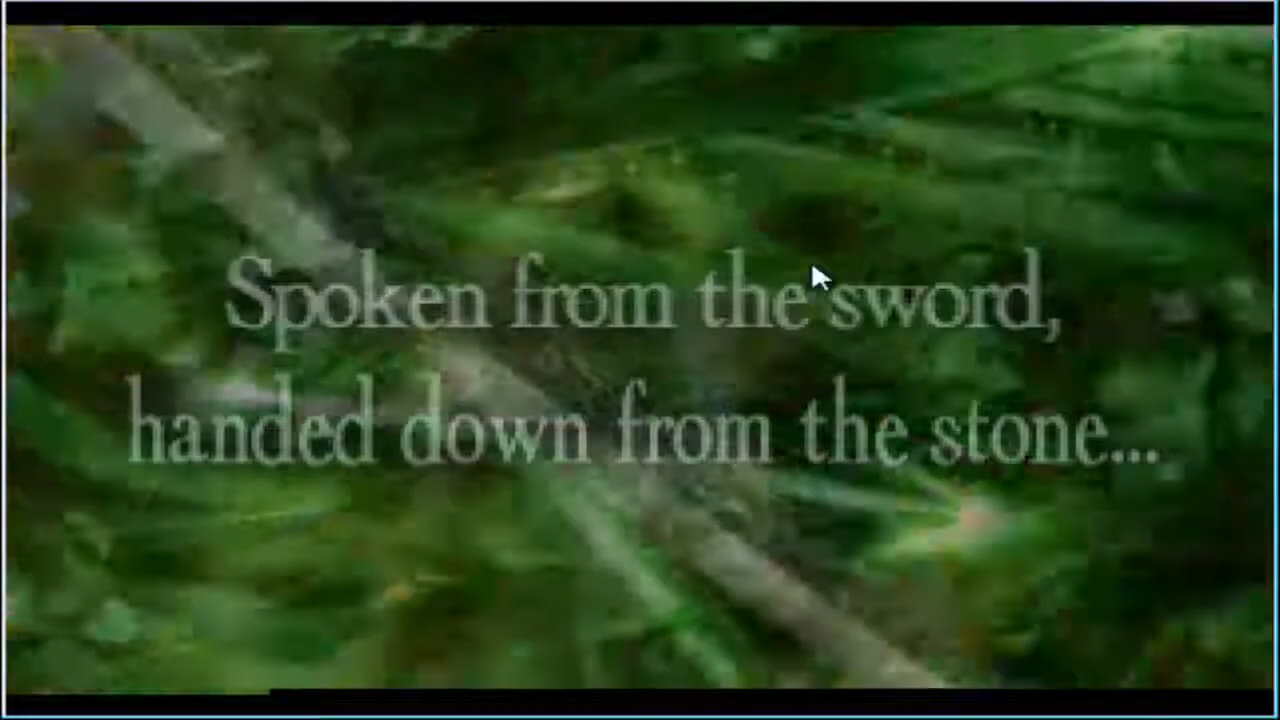 Spoken from the sword,
handed down from the stone...